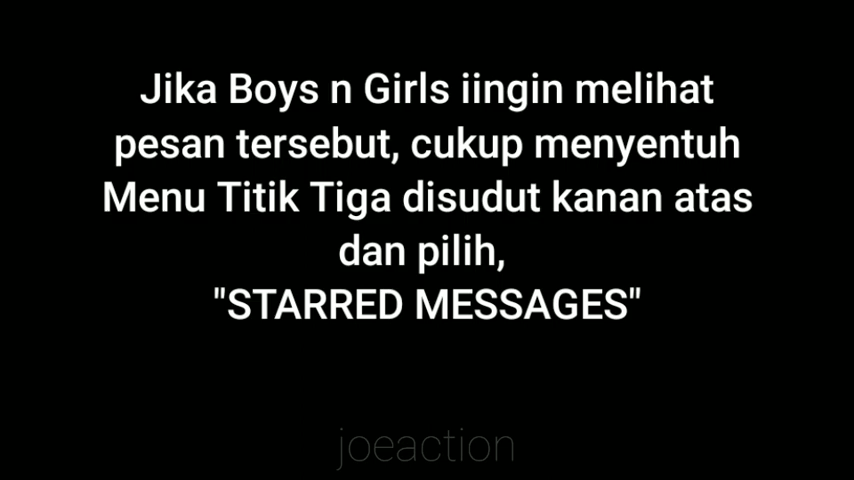 Jika Boys n Girls iingin melihat
pesan tersebut, cukup menyentuh
Menu Titik Tiga disudut kanan atas
dan pilih,
"STARRED MESSAGES"
joeaction